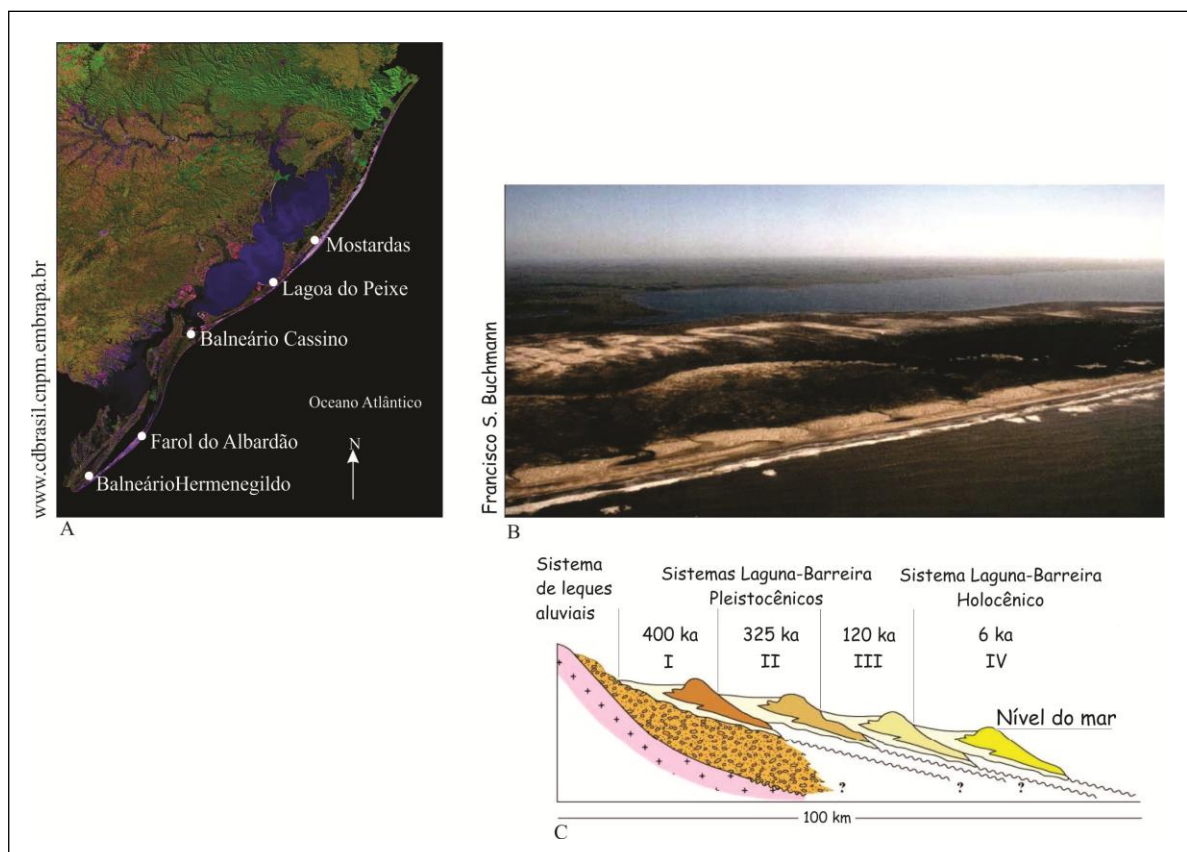 www.cdbrasil.cnpm.embrapa.br
Mostardas
Lagoa do Peixe
Balneário Cassino
Oceano Atlântico
N
Farol do Albardão
BalneárioHermenegildo
A
Francisco S. Buchmann
B
Sistema
de leques
aluviais
Sistemas Laguna-Barreira
Pleistocênicos
Sistema Laguna-Barreira
Holocênico
400 ka
325 ka
120 ka
6 ka
I
II
III
IV
Nível do mar
?
?
?
100 km
C